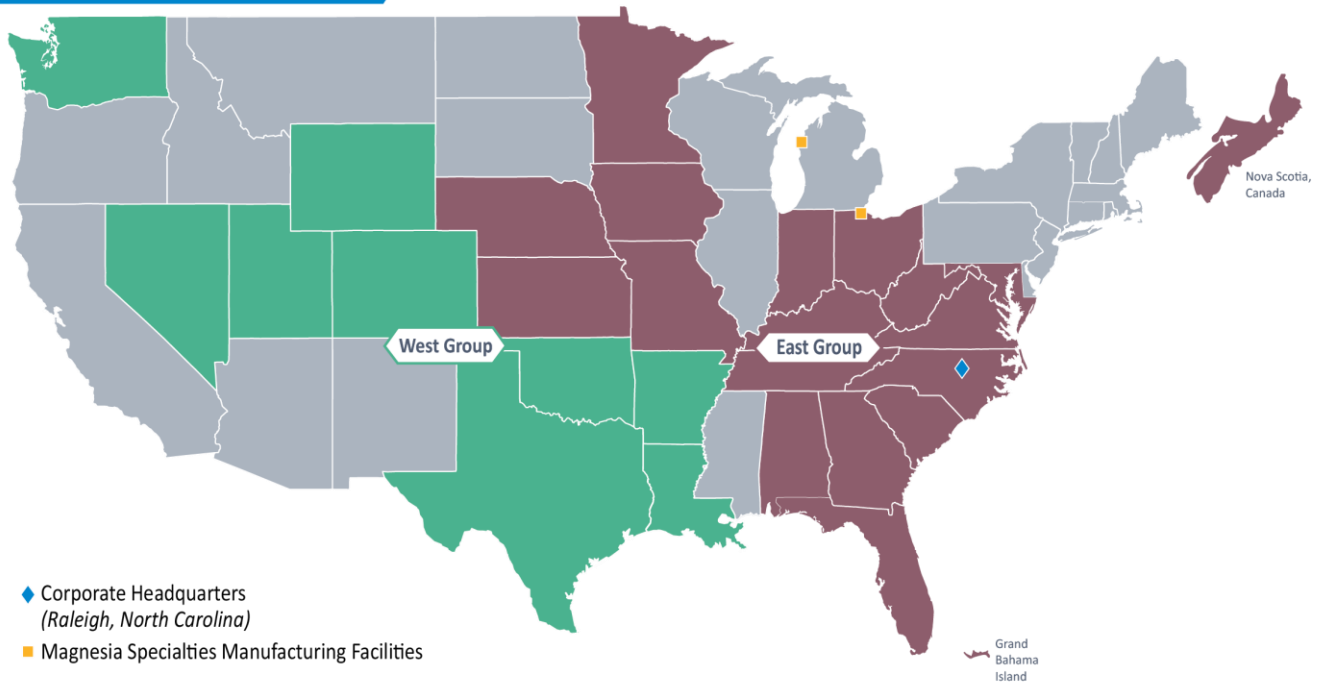 Nova Scotia,
Canada
West Group
East Group
Corporate Headquarters
(Raleigh, North Carolina)
Magnesia Specialties Manufacturing Facilities
Grand
Bahama
Island